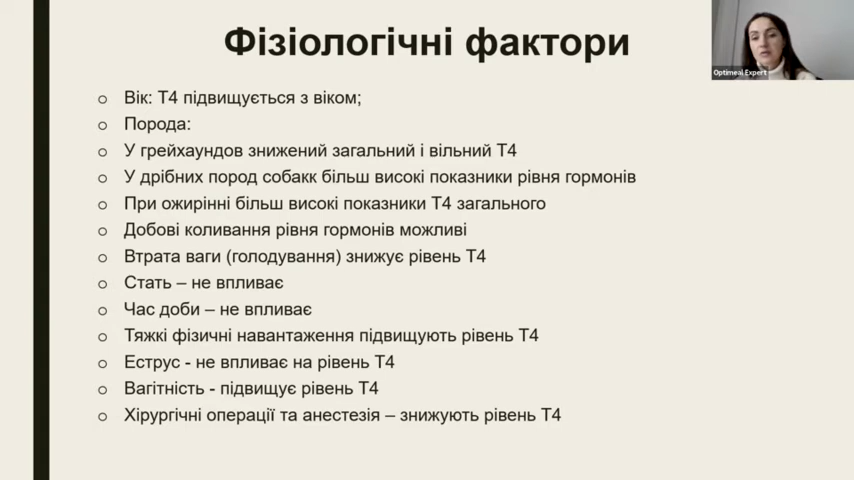 Фізіологічні фактори
Optimeal Expert
Вік: Т4 підвищується з віком;
Порода:
У грейхаундов знижений загальний і вільний Т4
У дрібних пород собакк більш високі показники рівня гормонів
При ожирінні більш високі показники Т4 загального
Добові коливання рівня гормонів можливі
Втрата ваги (голодування) знижує рівень Т4
Стать – не впливає
Час доби – не впливає
Тяжкі фізичні навантаження підвищують рівень Т4
Еструс - не впливає на рівень Т4
Вагітність - підвищує рівень Т4
Хірургічні операції та анестезія – знижують рівень Т4